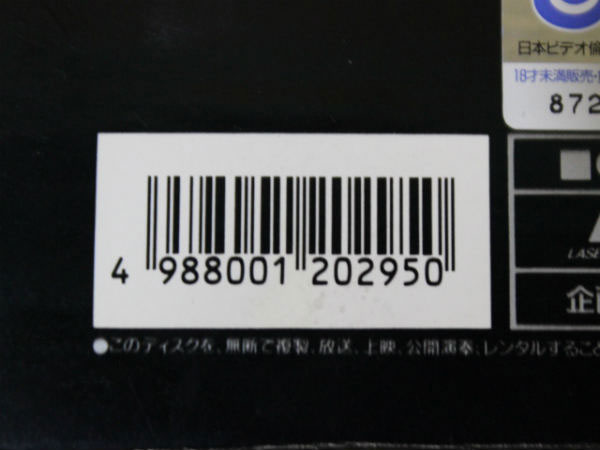 日本ビデオ倫
18才未満販売・
872
LASE
企画
4 988001 202950
●このディスクを、無断で複製、放送、上映、公開演奏、レンタルすること